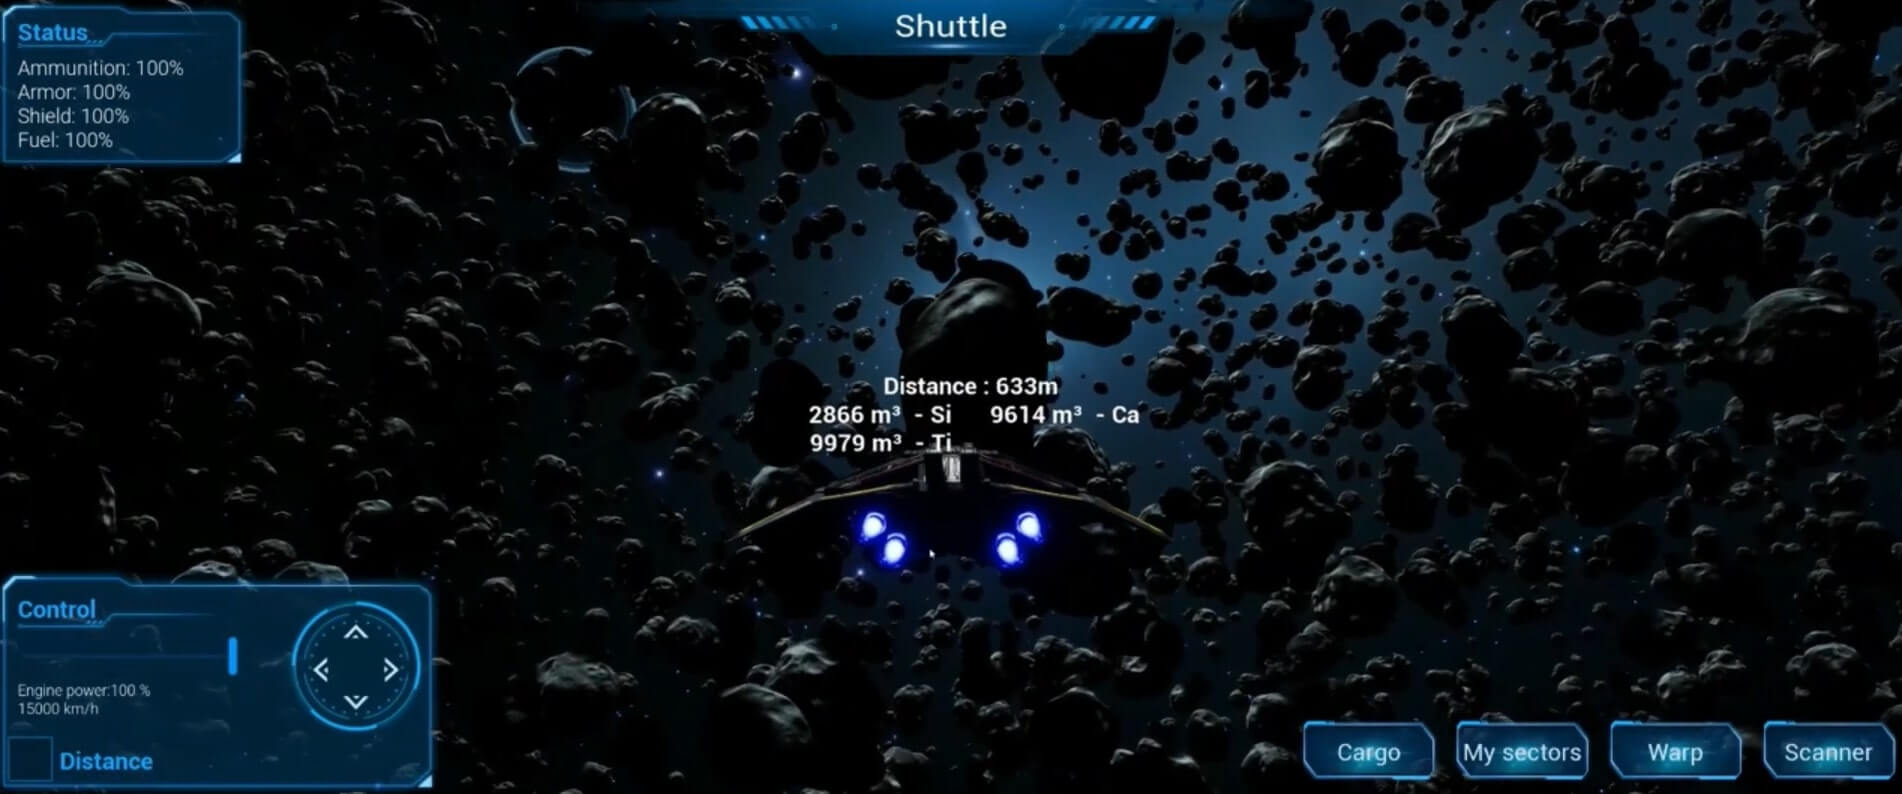 Shuttle
Status
Ammunition: 100%
Armor: 100%
Shield: 100%
Fuel: 100%
Distance : 633m
2866 m³ - Si 9614 m³ - Ca
9979 m³ - Ti
Control
Engine power:100 %
15000 km/h
Distance
Cargo
My sectors
Warp
Scanner